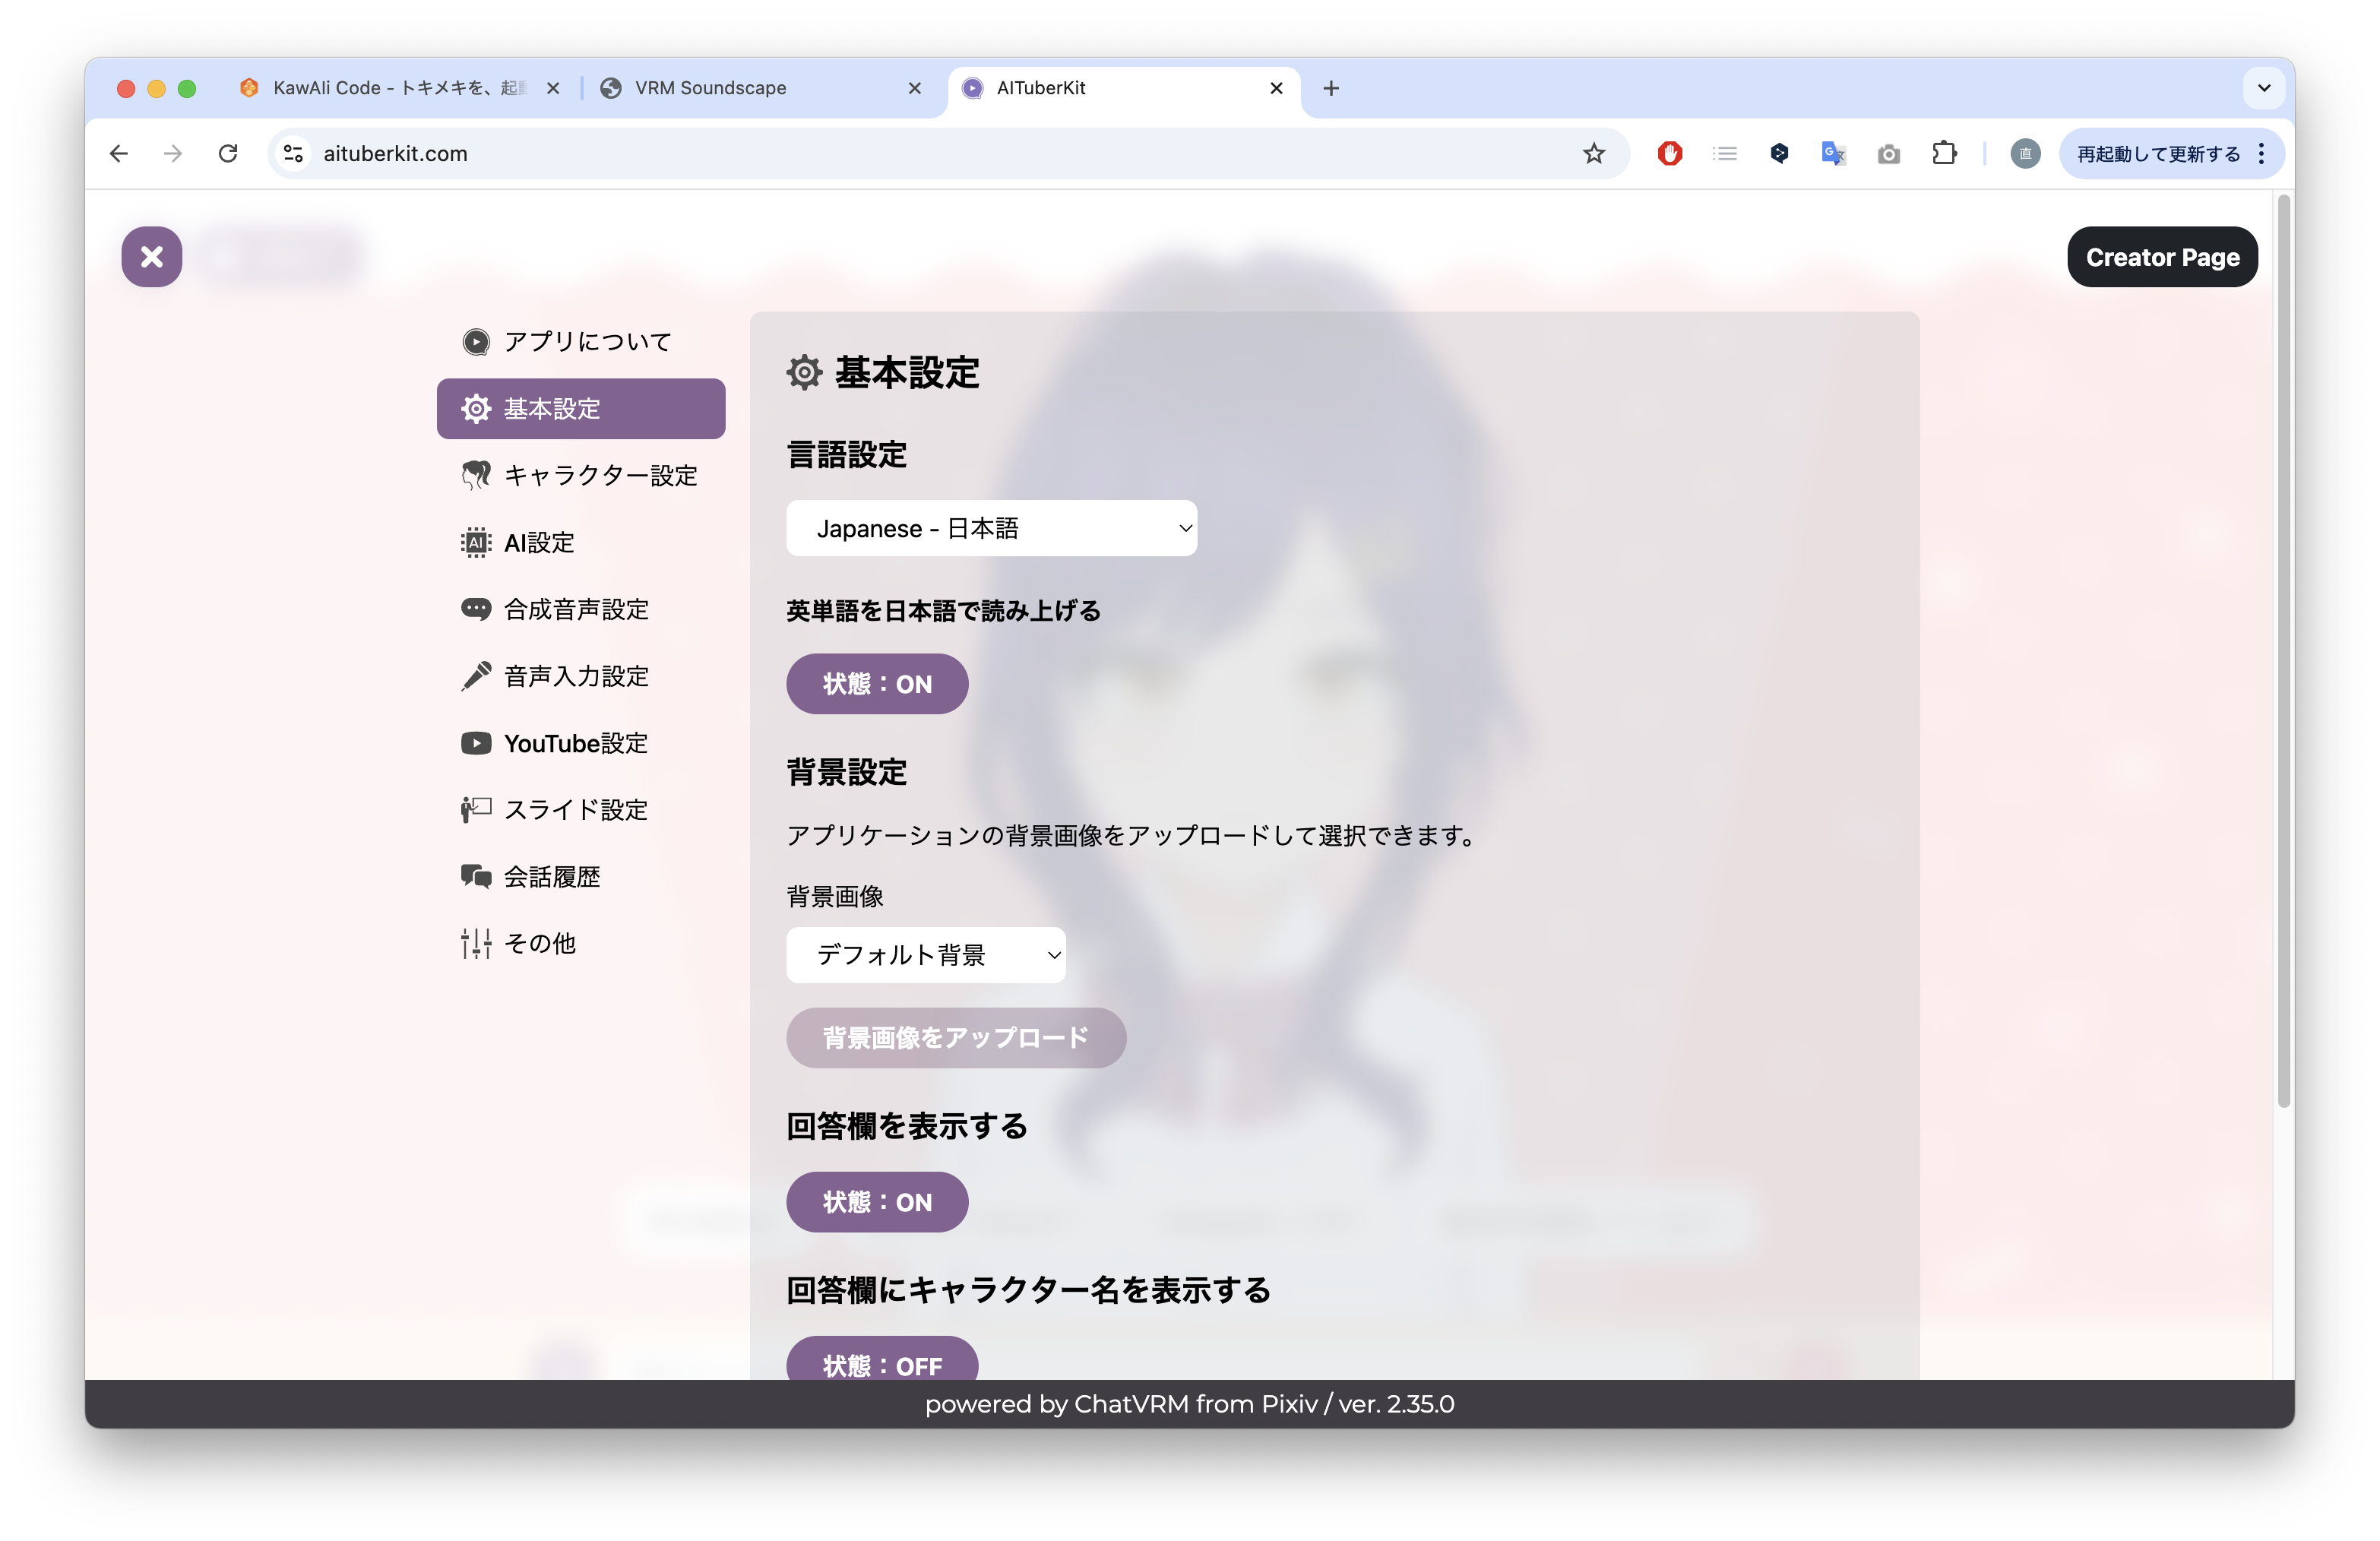 KawAIi Code - トキメキを、起
VRM Soundscape
AITuberKit
aituberkit.com
直
再起動して更新する
Creator Page
アプリについて
基本設定
キャラクター設定
AI
AI設定
合成音声設定
音声入力設定
YouTube設定
スライド設定
会話履歴
その他
基本設定
言語設定
Japanese - 日本語
英単語を日本語で読み上げる
状態：ON
背景設定
アプリケーションの背景画像をアップロードして選択できます。
背景画像
デフォルト背景
背景画像をアップロード
回答欄を表示する
状態：ON
回答欄にキャラクター名を表示する
状態：OFF
powered by ChatVRM from Pixiv / ver. 2.35.0